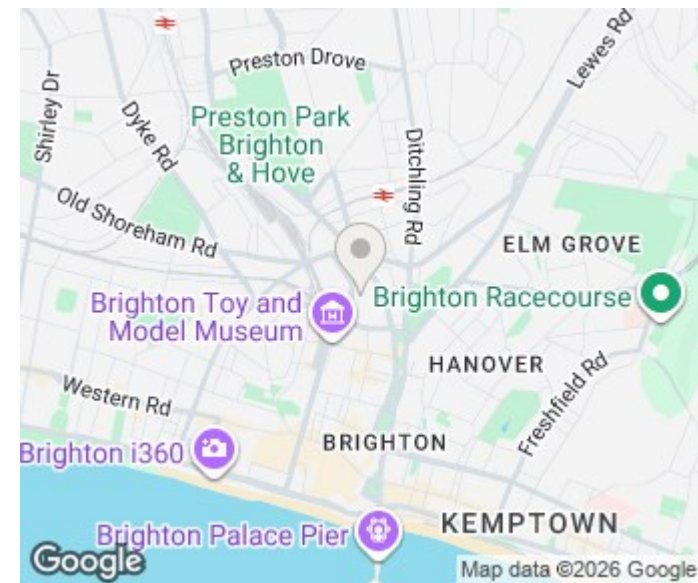 Preston Drove
Lewes Rd
Shirley Dr
Dyke Rd
Preston Park
Brighton
& Hove
Ditchling Rd
Old Shoreham Rd
ELM GROVE
Brighton Toy and
Model Museum
Brighton Racecourse
HANOVER
Freshfield Rd
Western Rd
Brighton i360
BRIGHTON
Brighton Palace Pier
KEMPTOWN
Google
Map data ©2026 Google